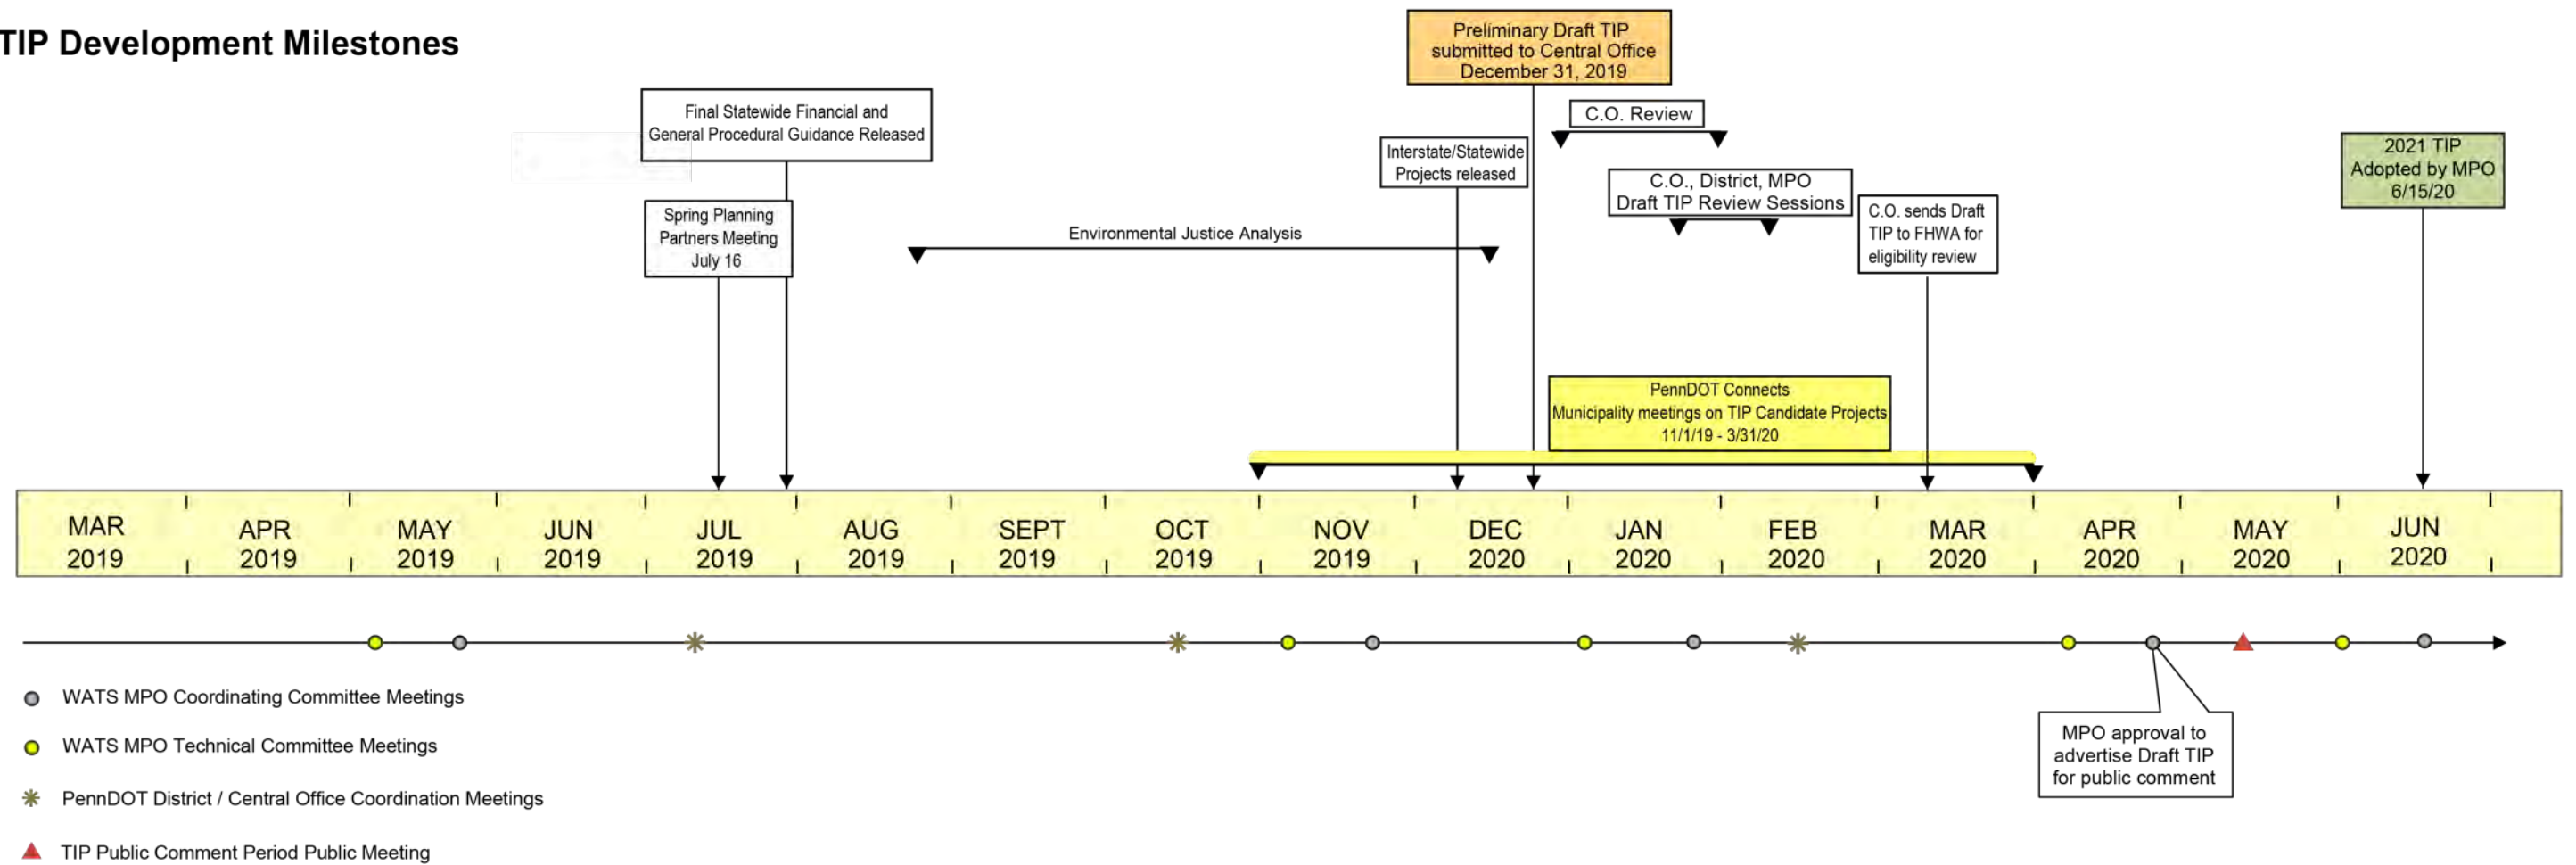 TIP Development Milestones
Preliminary Draft TIP
submitted to Central Office
December 31, 2019
Final Statewide Financial and
General Procedural Guidance Released
C.O. Review
Interstate/Statewide
Projects released
2021 TIP
Adopted by MPO
6/15/20
C.O., District, MPO
Draft TIP Review Sessions
Spring Planning
Partners Meeting
July 16
C.O. sends Draft
TIP to FHWA for
eligibility review
Environmental Justice Analysis
PennDOT Connects
Municipality meetings on TIP Candidate Projects
11/1/19 - 3/31/20
MAR
2019
APR
2019
MAY
2019
JUN
2019
JUL
2019
AUG
2019
SEPT
2019
OCT
2019
NOV
2019
DEC
2020
JAN
2020
FEB
2020
MAR
2020
APR
2020
MAY
2020
JUN
2020
WATS MPO Coordinating Committee Meetings
WATS MPO Technical Committee Meetings
PennDOT District / Central Office Coordination Meetings
TIP Public Comment Period Public Meeting
MPO approval to
advertise Draft TIP
for public comment